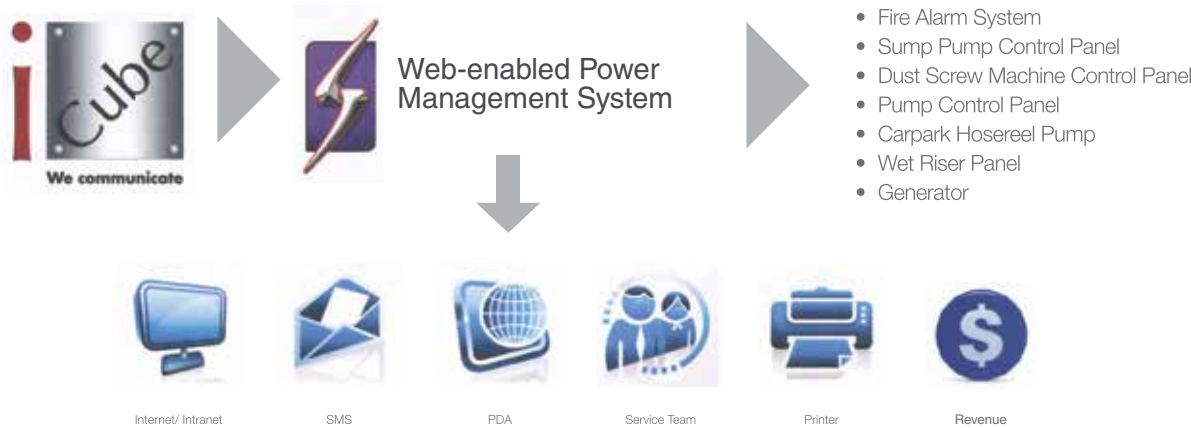 i
Cube
We communicate
Web-enabled Power
Management System
• Fire Alarm System
• Sump Pump Control Panel
• Dust Screw Machine Control Panel
• Pump Control Panel
• Carpark Hosereel Pump
• Wet Riser Panel
• Generator
$
Internet/ Intranet
SMS
PDA
Service Team
Printer
Revenue